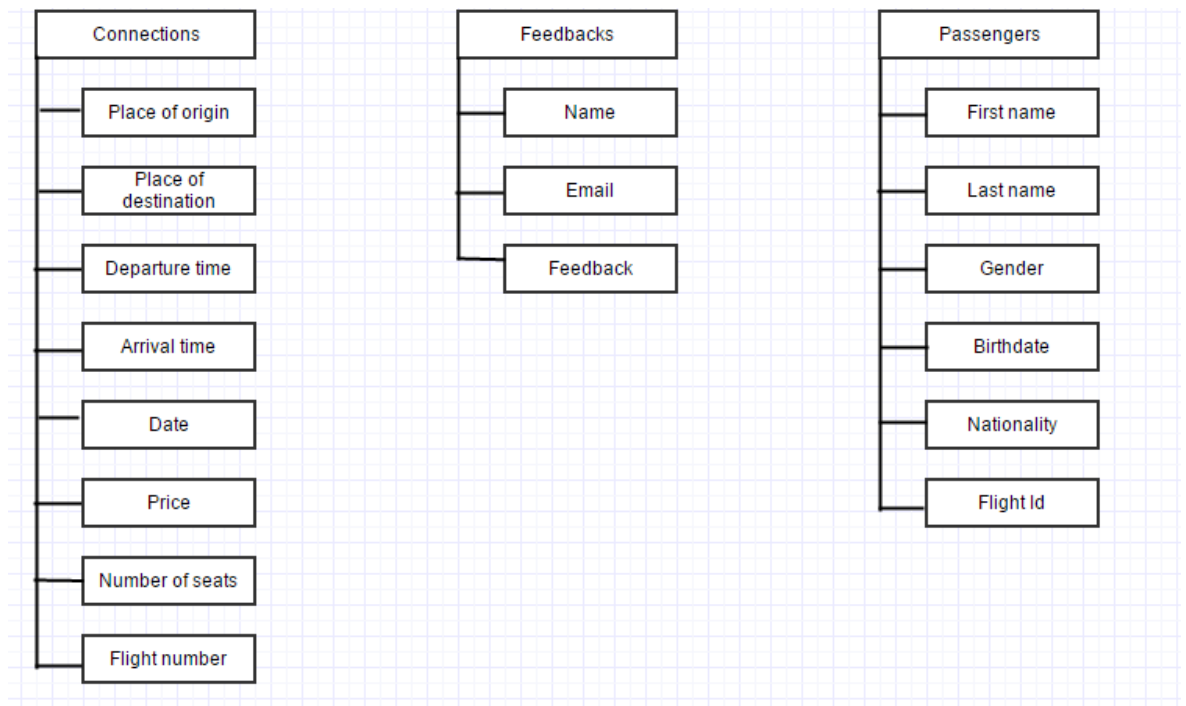 Connections
Place of origin
Place of
destination
Departure time
Arrival time
Date
Price
Number of seats
Flight number
Feedbacks
Name
Email
Feedback
Passengers
First name
Last name
Gender
Birthdate
Nationality
Flight Id